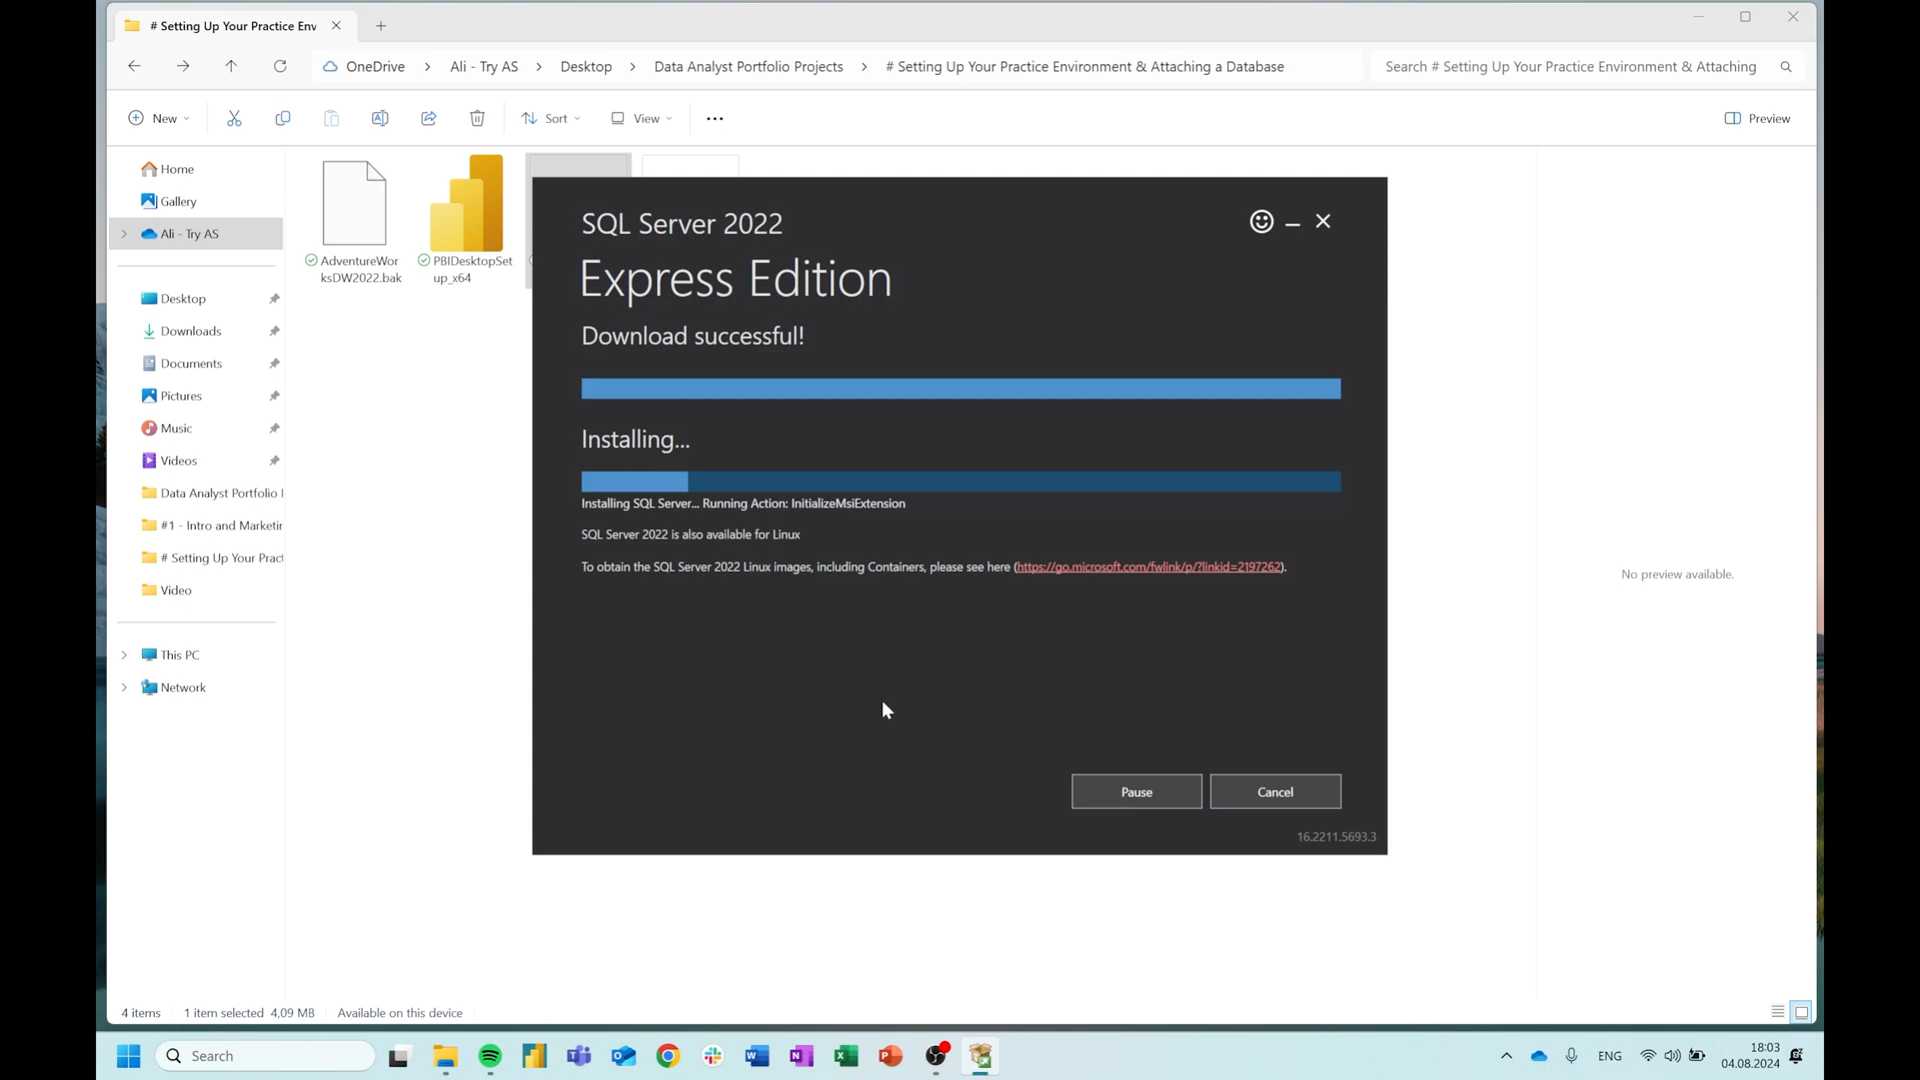 # Setting Up Your Practice Env
OneDrive > Ali - Try AS > Desktop > Data Analyst Portfolio Projects > # Setting Up Your Practice Environment & Attaching a Database
Search # Setting Up Your Practice Environment & Attaching
New
Sort
View
Preview
Home
Gallery
Ali - Try AS
Desktop
Downloads
Documents
Pictures
Music
Videos
Data Analyst Portfolio
#1 - Intro and Marketin
# Setting Up Your Pract
Video
This PC
Network
AdventureWor
ksDW2022.bak
PBIDesktopSet
up_x64
SQL Server 2022
Express Edition
Download successful!
Installing...
Installing SQL Server... Running Action: InitializeMsiExtension
SQL Server 2022 is also available for Linux
To obtain the SQL Server 2022 Linux images, including Containers, please see here (https://go.microsoft.com/fwlink/p/?linkid=2197262).
Pause
Cancel
16.2211.5693.3
No preview available.
4 items
1 item selected 4,09 MB
Available on this device
Search
ENG
18:03
04.08.2024